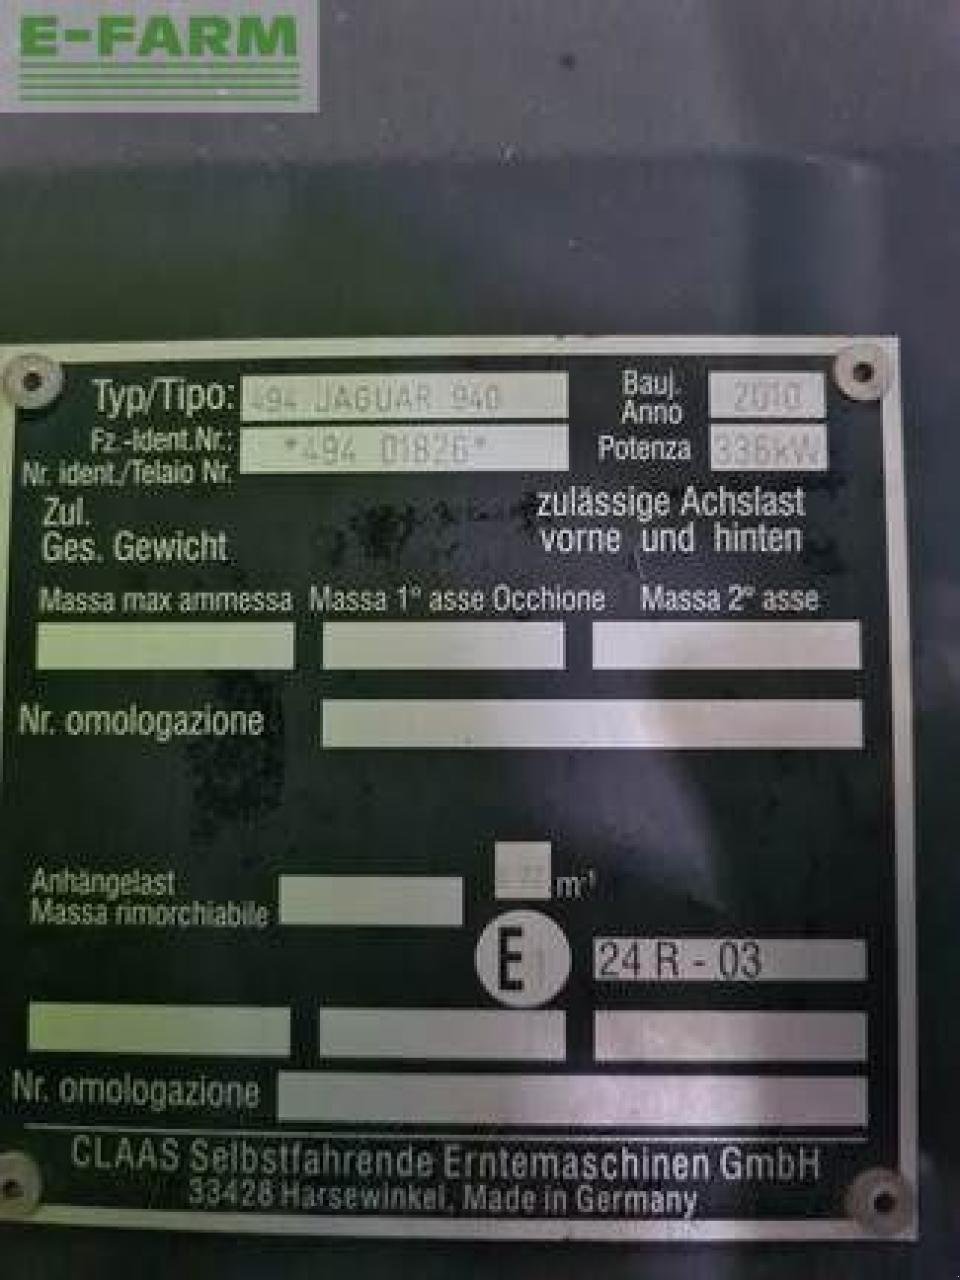 E-FARM
Typ/Tipo: 494 JAGUAR 940
Bauj.
Anno 2010
Fz.-Ident.Nr.:
Nr. ident./Telaio Nr. *494 01826*
Potenza 336kW
Zul.
Ges. Gewicht
zulässige Achslast
vorne und hinten
Massa max ammessa Massa 1° asse Occhione Massa 2° asse
Nr. omologazione
Anhängelast
Massa rimorchiabile
m-1
E 24 R - 03
Nr. omologazione
CLAAS Selbstfahrende Erntemaschinen GmbH
33428 Harsewinkel, Made in Germany